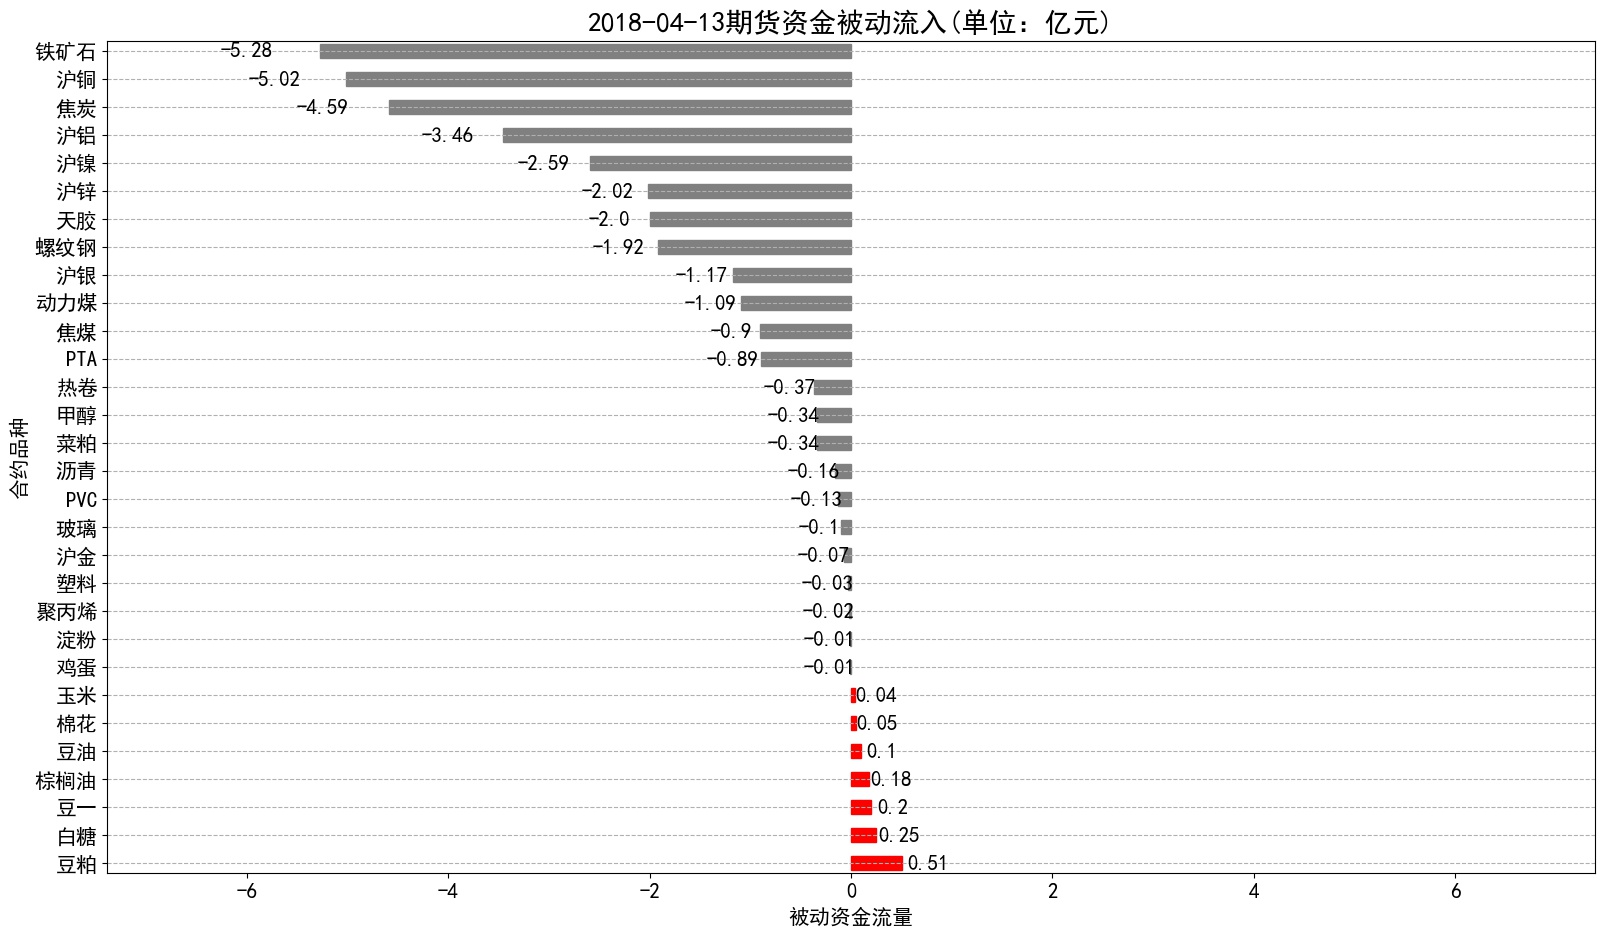 2018-04-13期货资金被动流入(单位：亿元)
合约品种
铁矿石 -5.28
沪铜 -5.02
焦炭 -4.59
沪铝 -3.46
沪镍 -2.59
沪锌 -2.02
天胶 -2.0
螺纹钢 -1.92
沪银 -1.17
动力煤 -1.09
焦煤 -0.9
PTA -0.89
热卷 -0.37
甲醇 -0.34
菜粕 -0.34
沥青 -0.16
PVC -0.13
玻璃 -0.1
沪金 -0.07
塑料 -0.03
聚丙烯 -0.02
淀粉 -0.01
鸡蛋 -0.01
玉米 0.04
棉花 0.05
豆油 0.1
棕榈油 0.18
豆一 0.2
白糖 0.25
豆粕 0.51
-6 -4 -2 0 2 4 6
被动资金流量